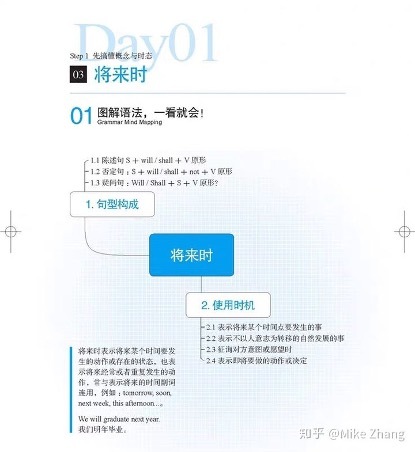 Day01
Step 1 先搞懂概念与时态
03 将来时
01 图解语法，一看就会！
Grammar Mind Mapping
1.1 陈述句 S + will / shall + V 原形
1.2 否定句：S + will / shall + not + V 原形
1.3 疑问句：Will / Shall + S + V 原形?
1. 句型构成
将来时
2. 使用时机
2.1 表示将来某个时间点要发生的事
2.2 表示不以人意志为转移的自然发展的事
2.3 征询对方意图或愿望时
2.4 表示即将要做的动作或决定
将来时表示将来某个时间要发
生的动作或存在的状态，也表
示将来经常或者重复发生的动
作，常与表示将来的时间副词
连用，例如：tomorrow, soon,
next week, this afternoon...。
We will graduate next year.
我们明年毕业。
知乎 @Mike Zhang